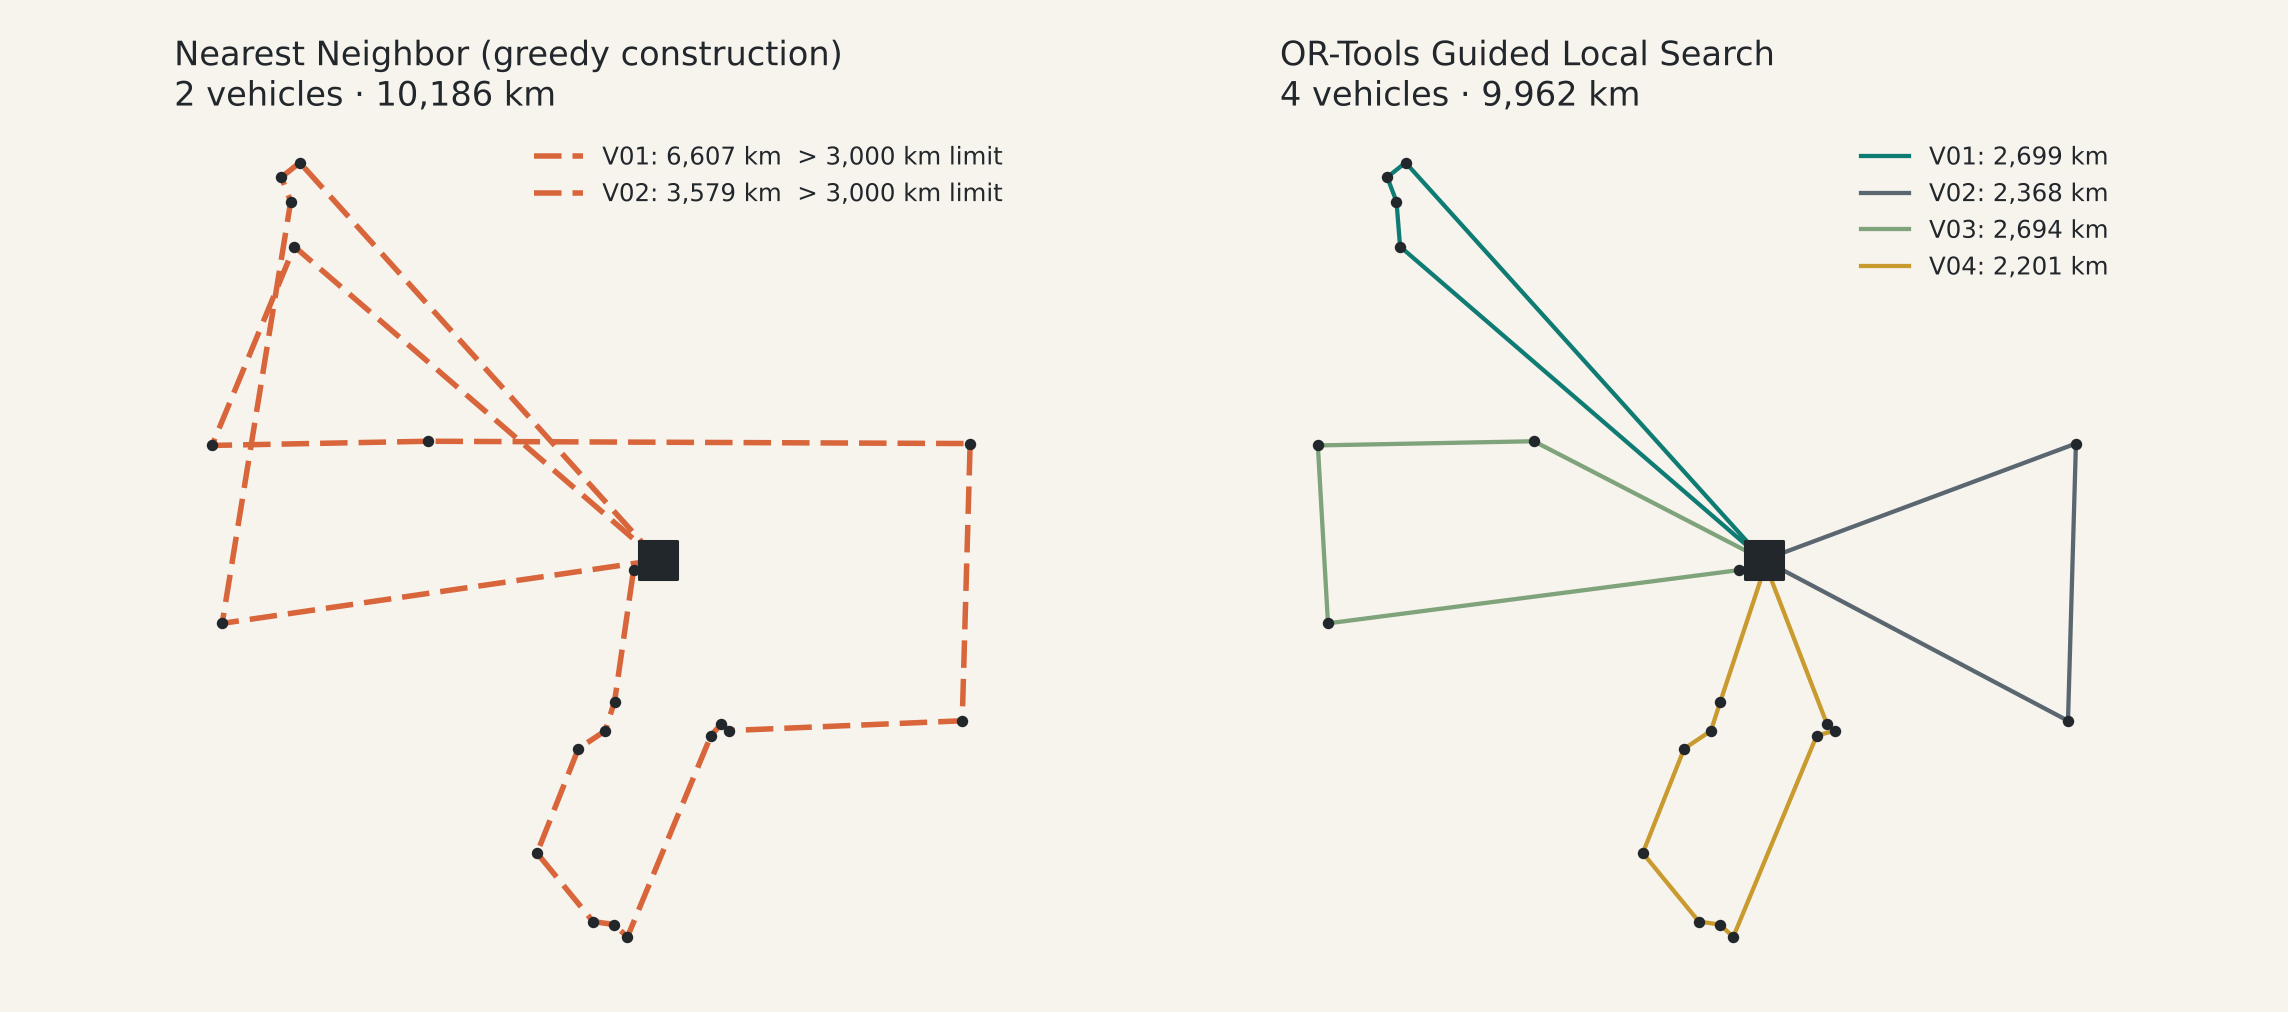 Nearest Neighbor (greedy construction)
2 vehicles · 10,186 km
V01: 6,607 km  > 3,000 km limit
V02: 3,579 km  > 3,000 km limit
OR-Tools Guided Local Search
4 vehicles · 9,962 km
V01: 2,699 km
V02: 2,368 km
V03: 2,694 km
V04: 2,201 km